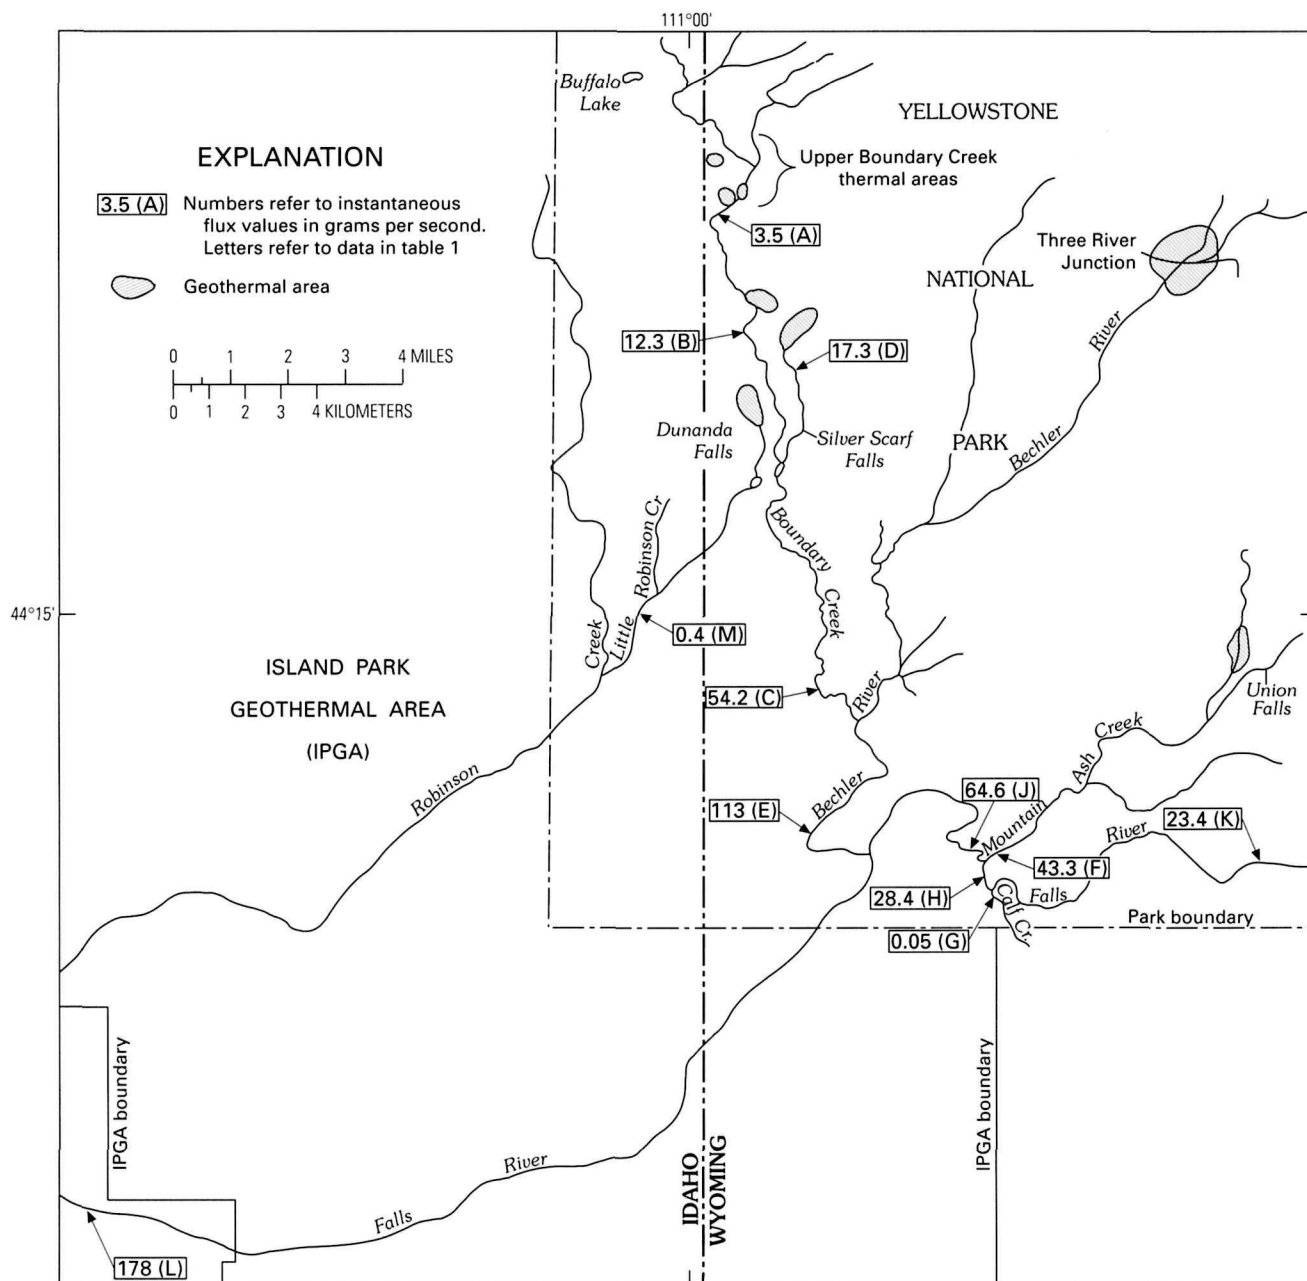 111°00'
Buffalo
Lake
YELLOWSTONE
EXPLANATION
Upper Boundary Creek
thermal areas
3.5 (A) Numbers refer to instantaneous
flux values in grams per second.
Letters refer to data in table 1
3.5 (A)
Three River
Junction
Geothermal area
NATIONAL
12.3 (B)
17.3 (D)
River
0 1 2 3 4 MILES
0 1 2 3 4 KILOMETERS
Dunanda
Falls
Silver Scarf
Falls
PARK
Bechler
Boundary
Creek
Robinson Cr
Little
Creek
44°15'
0.4 (M)
ISLAND PARK
GEOTHERMAL AREA
(IPGA)
54.2 (C)
River
Union
Falls
Creek
Ash
Mountain
Robinson
Bechler
64.6 (J)
113 (E)
River
23.4 (K)
43.3 (F)
28.4 (H)
Falls
Calf Cr.
0.05 (G)
Park boundary
IPGA boundary
IPGA boundary
IDAHO
WYOMING
River
Falls
178 (L)